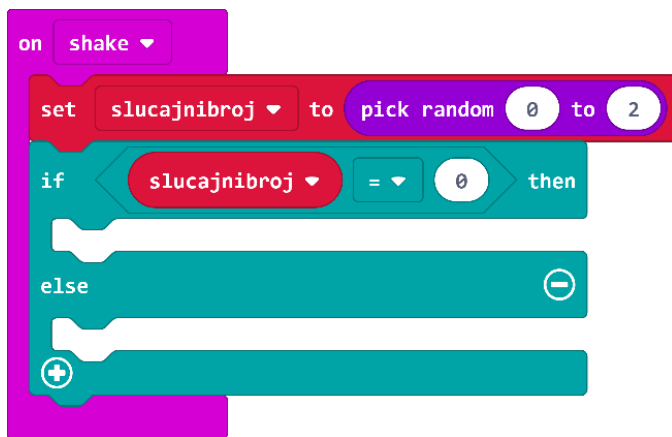 on shake
set slucajnibroj to pick random 0 to 2
if slucajnibroj = 0 then
else